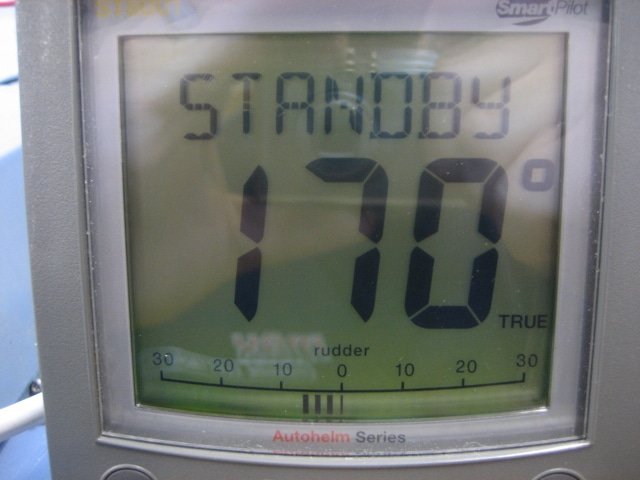 SmartPilot
STANDBY
170°
TRUE
rudder
30 20 10 0 10 20 30
Autohelm Series